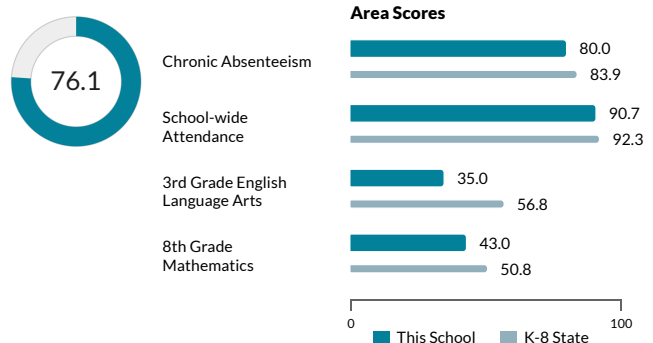 Area Scores
76.1
Chronic Absenteeism
80.0
83.9
School-wide
Attendance
90.7
92.3
3rd Grade English
Language Arts
35.0
56.8
8th Grade
Mathematics
43.0
50.8
0 100
This School K-8 State